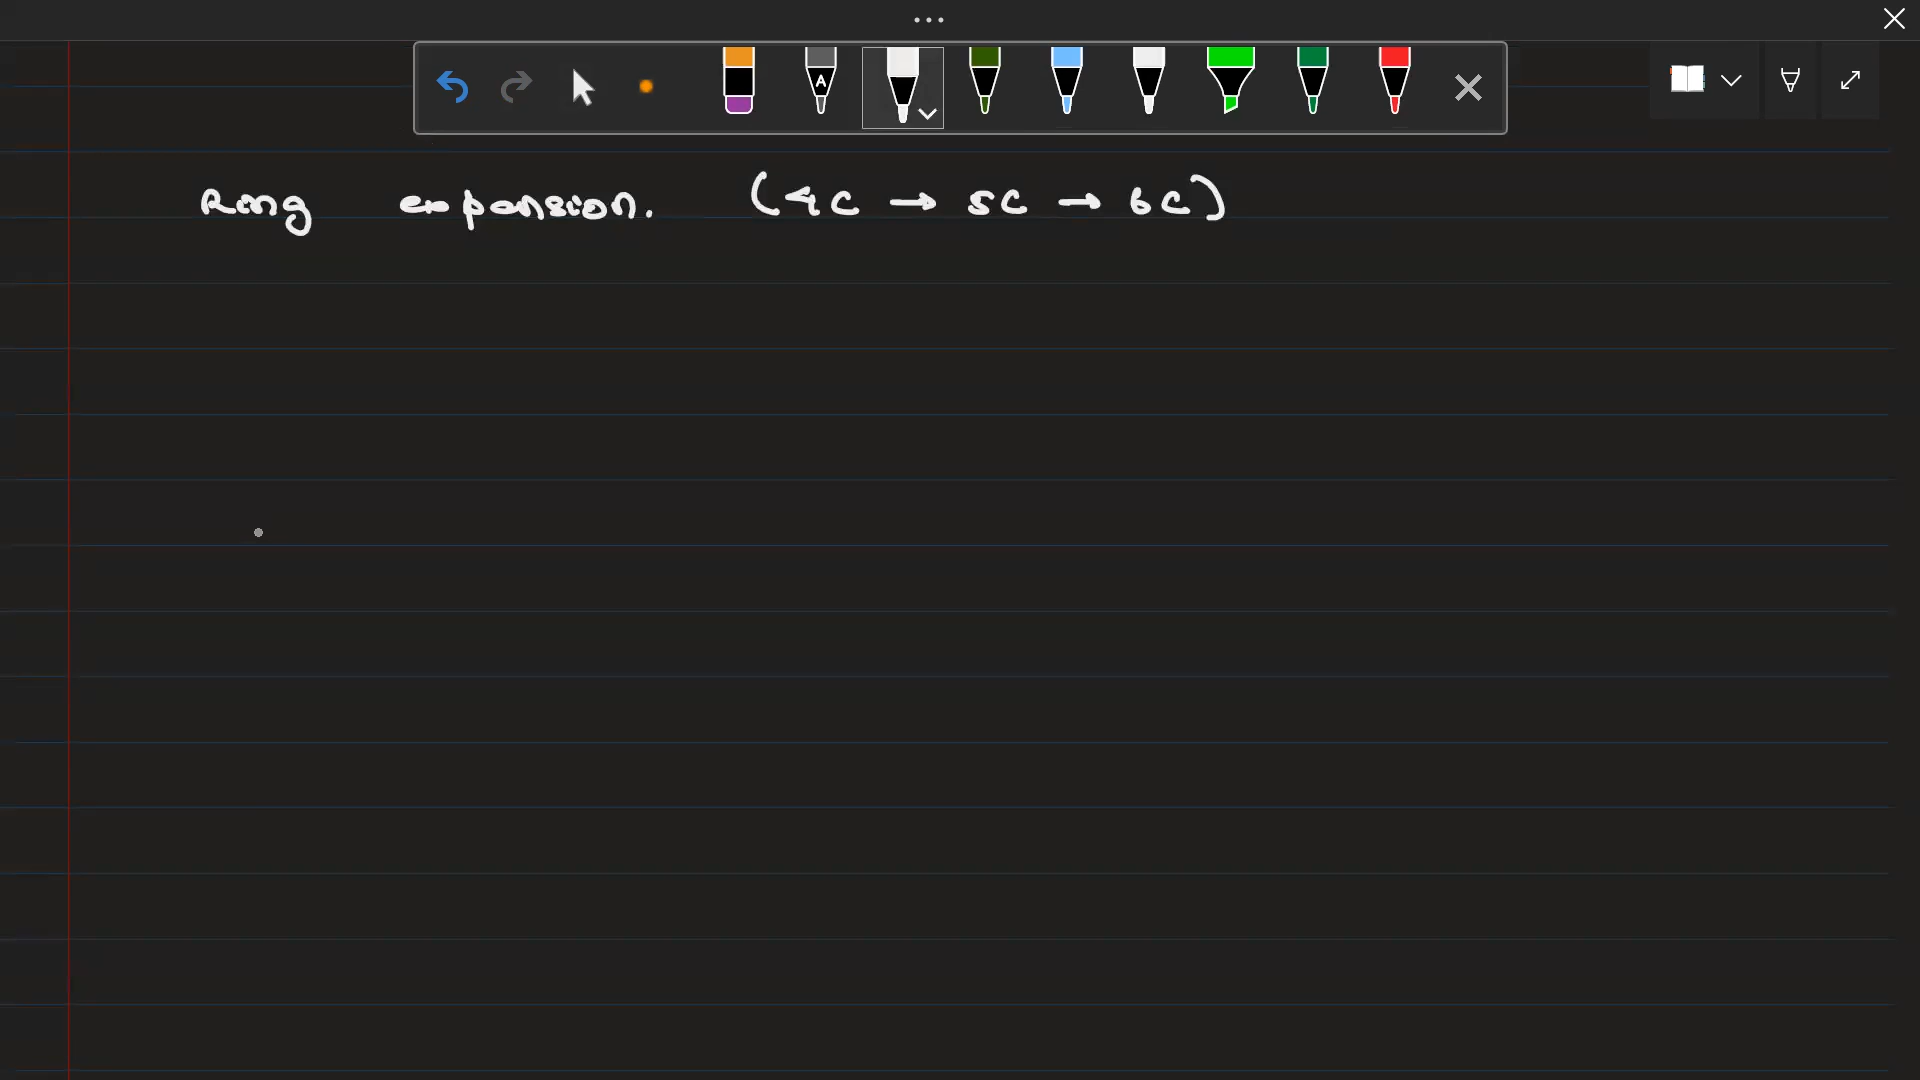 A
Ring expansion. (4C → 5C → 6C)